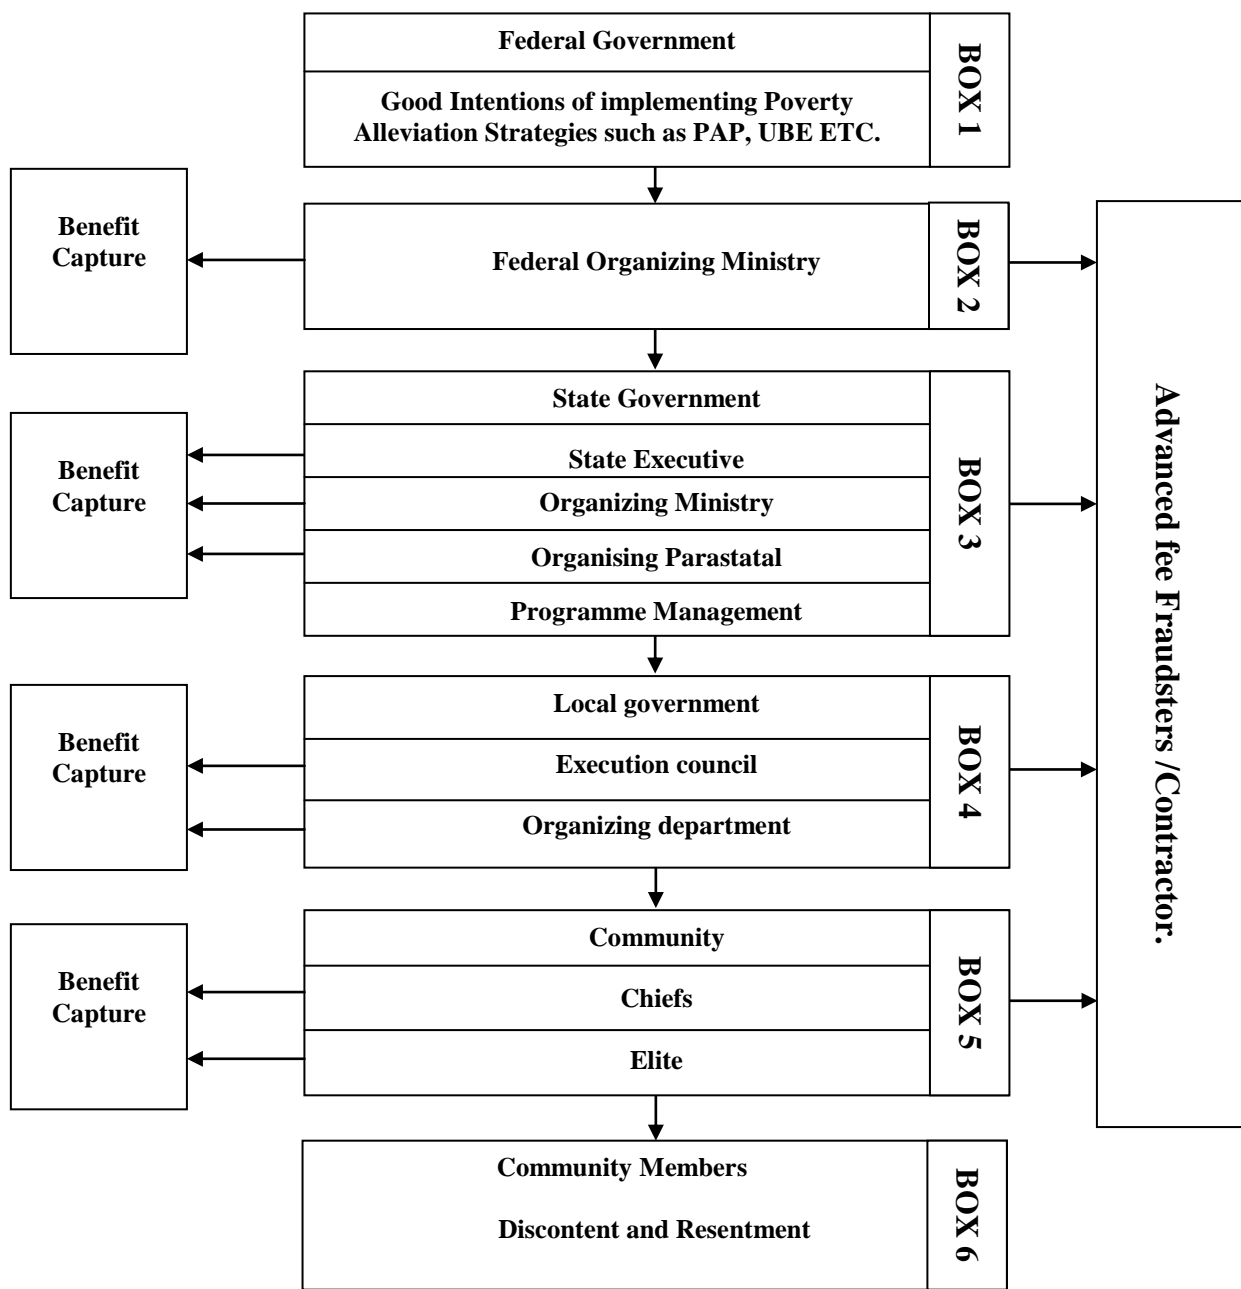 Federal Government
BOX 1
Good Intentions of implementing Poverty
Alleviation Strategies such as PAP, UBE ETC.
Benefit
Capture
Federal Organizing Ministry
BOX 2
Advanced fee Fraudsters /Contractor.
State Government
BOX 3
Benefit
Capture
State Executive
Organizing Ministry
Organising Parastatal
Programme Management
Local government
BOX 4
Benefit
Capture
Execution council
Organizing department
Community
BOX 5
Benefit
Capture
Chiefs
Elite
Community Members
BOX 6
Discontent and Resentment